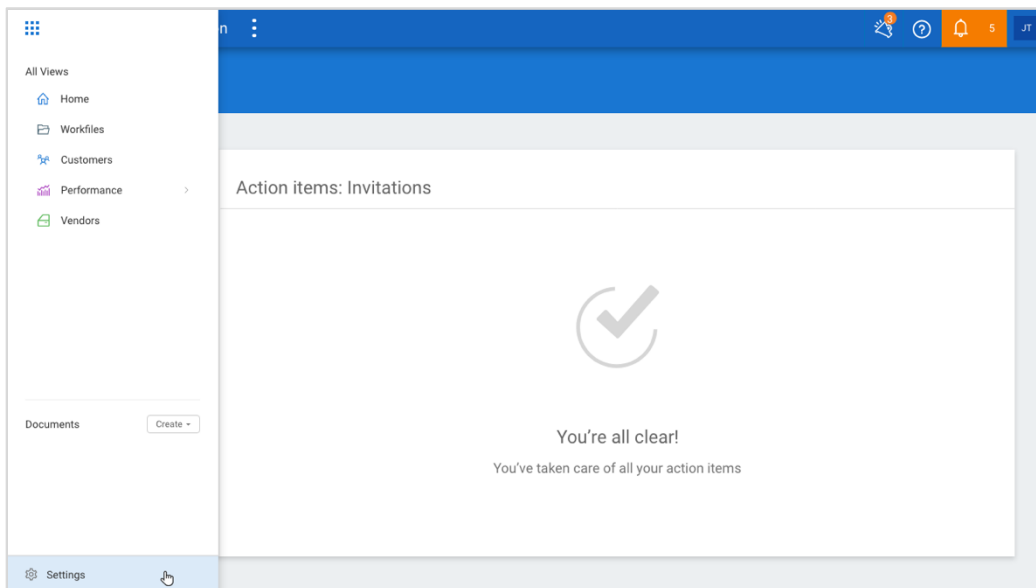 n
3
5
JT
All Views
Home
Workfiles
Customers
Performance
Vendors
Action items: Invitations
You're all clear!
You've taken care of all your action items
Documents
Create
Settings